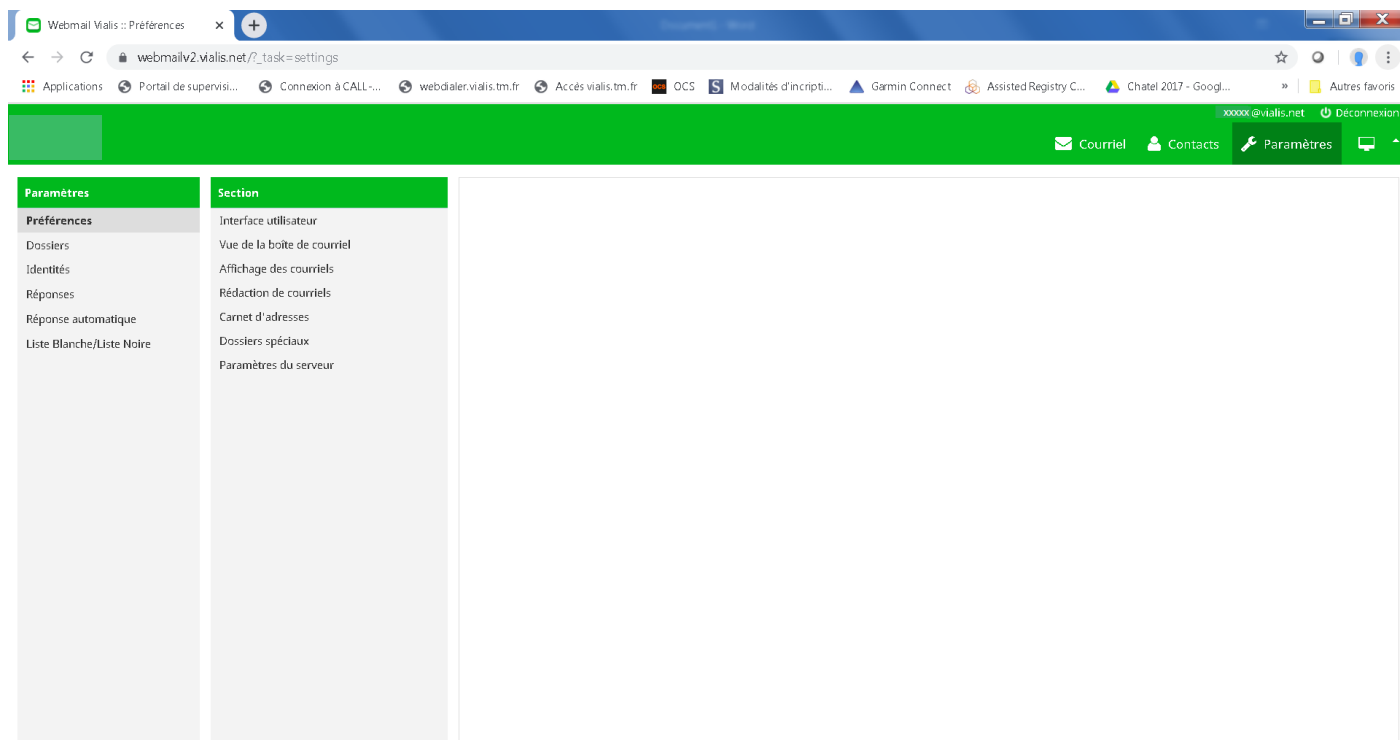 Webmail Vialis :: Préférences
webmailv2.vialis.net/?_task=settings
Applications Portail de supervisi... Connexion à CALL-... webdialer.vialis.tm.fr Accés vialis.tm.fr ocs OCS S Modalités d'incripti... Garmin Connect Assisted Registry C... Chatel 2017 - Googl... » Autres favoris
xxxxx@vialis.net Déconnexion
Courriel Contacts Paramètres
Paramètres
Préférences
Dossiers
Identités
Réponses
Réponse automatique
Liste Blanche/Liste Noire
Section
Interface utilisateur
Vue de la boîte de courriel
Affichage des courriels
Rédaction de courriels
Carnet d'adresses
Dossiers spéciaux
Paramètres du serveur